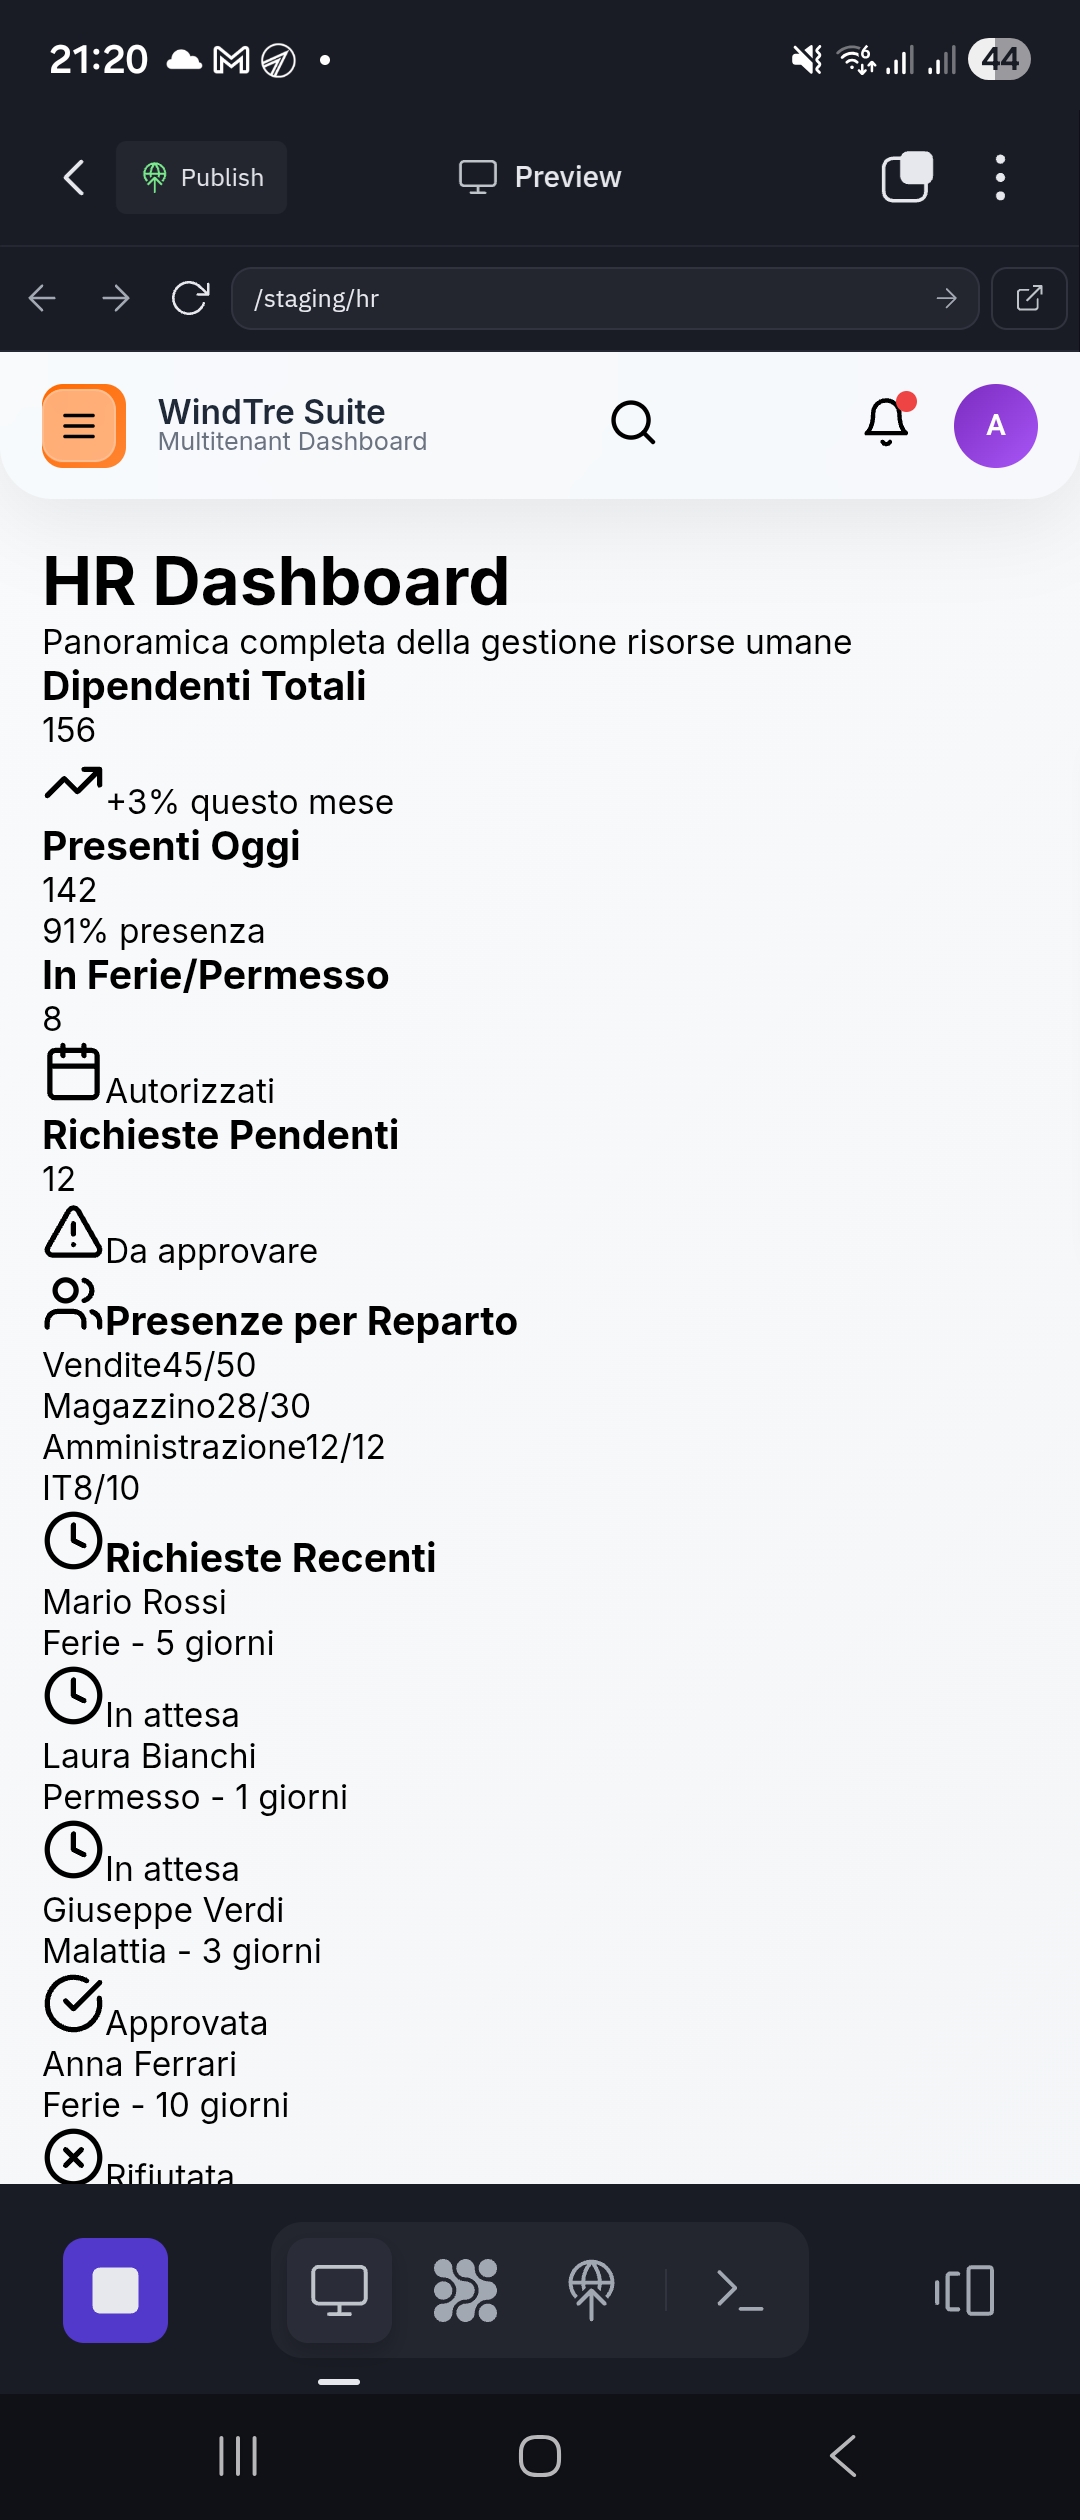 21:20
6
44
Publish
Preview
/staging/hr
WindTre Suite
Multitenant Dashboard
A
HR Dashboard
Panoramica completa della gestione risorse umane
Dipendenti Totali
156
+3% questo mese
Presenti Oggi
142
91% presenza
In Ferie/Permesso
8
Autorizzati
Richieste Pendenti
12
Da approvare
Presenze per Reparto
Vendite45/50
Magazzino28/30
Amministrazione12/12
IT8/10
Richieste Recenti
Mario Rossi
Ferie - 5 giorni
In attesa
Laura Bianchi
Permesso - 1 giorni
In attesa
Giuseppe Verdi
Malattia - 3 giorni
Approvata
Anna Ferrari
Ferie - 10 giorni
Rifiutata